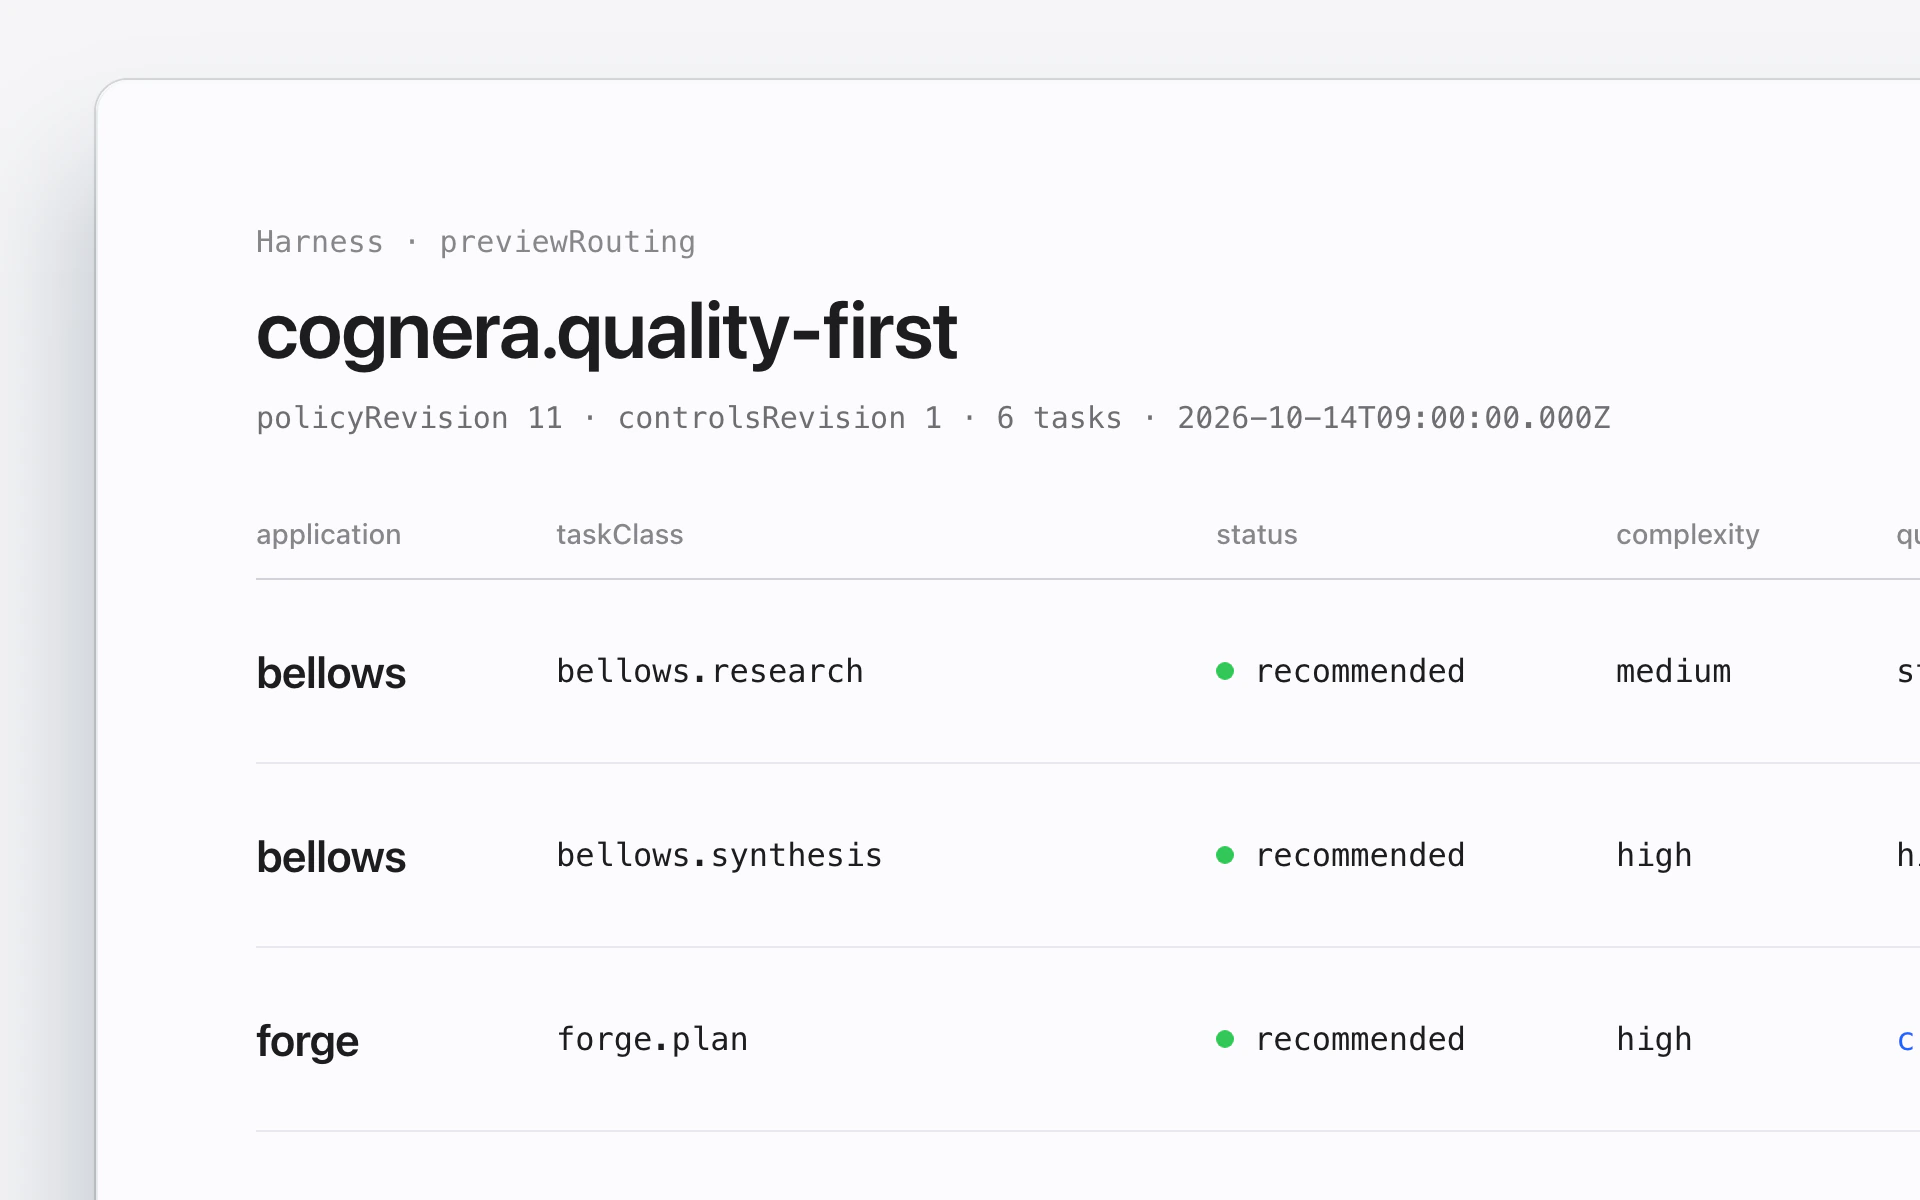 Harness · previewRouting
cognera.quality-first
policyRevision 11 · controlsRevision 1 · 6 tasks · 2026-10-14T09:00:00.000Z
application taskClass status complexity
bellows bellows.research recommended medium
bellows bellows.synthesis recommended high
forge forge.plan recommended high